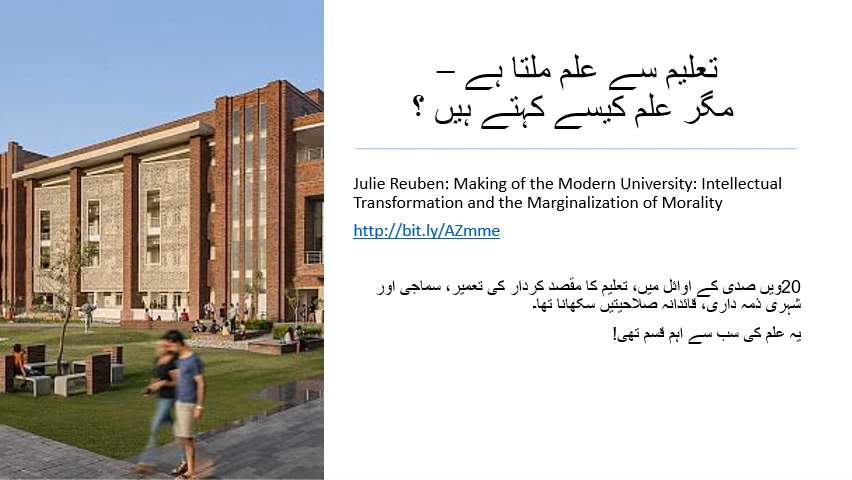 تعلیم سے علم ملتا ہے –
مگر علم کیسے کہتے ہیں ؟
Julie Reuben: Making of the Modern University: Intellectual
Transformation and the Marginalization of Morality
http://bit.ly/AZmme
20ویں صدی کے اوائل میں، تعلیم کا مقصد کردار کی تعمیر، سماجی اور
شہری ذمہ داری، قائدانہ صلاحیتیں سکھانا تھا۔
یہ علم کی سب سے اہم قسم تھی!